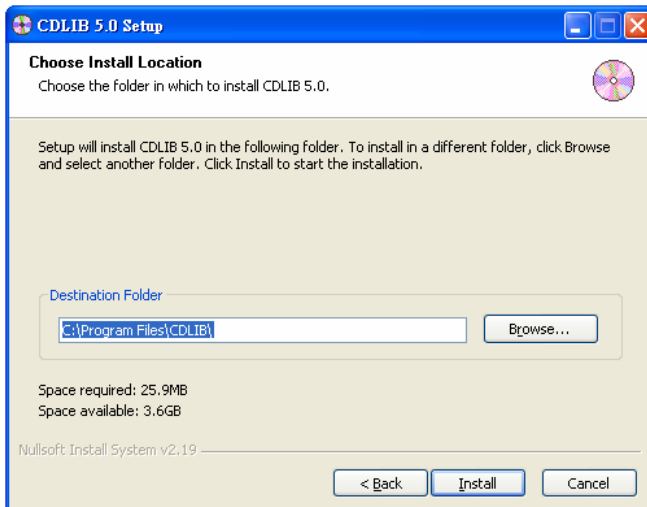 CDLIB 5.0 Setup
Choose Install Location
Choose the folder in which to install CDLIB 5.0.
Setup will install CDLIB 5.0 in the following folder. To install in a different folder, click Browse
and select another folder. Click Install to start the installation.
Destination Folder
C:\Program Files\CDLIB\
Browse...
Space required: 25.9MB
Space available: 3.6GB
Nullsoft Install System v2.19
< Back
Install
Cancel